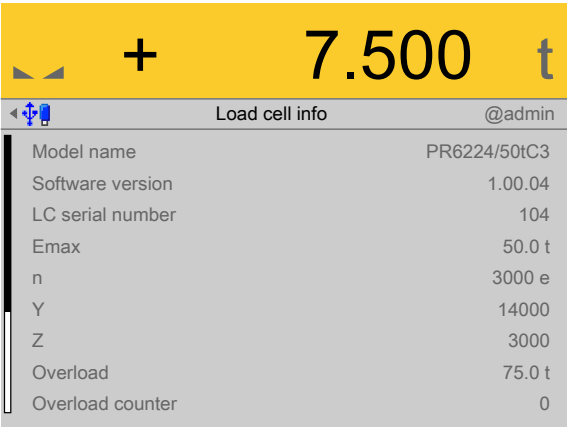 + 7.500 t
Load cell info @admin
Model name PR6224/50tC3
Software version 1.00.04
LC serial number 104
Emax 50.0 t
n 3000 e
Y 14000
Z 3000
Overload 75.0 t
Overload counter 0